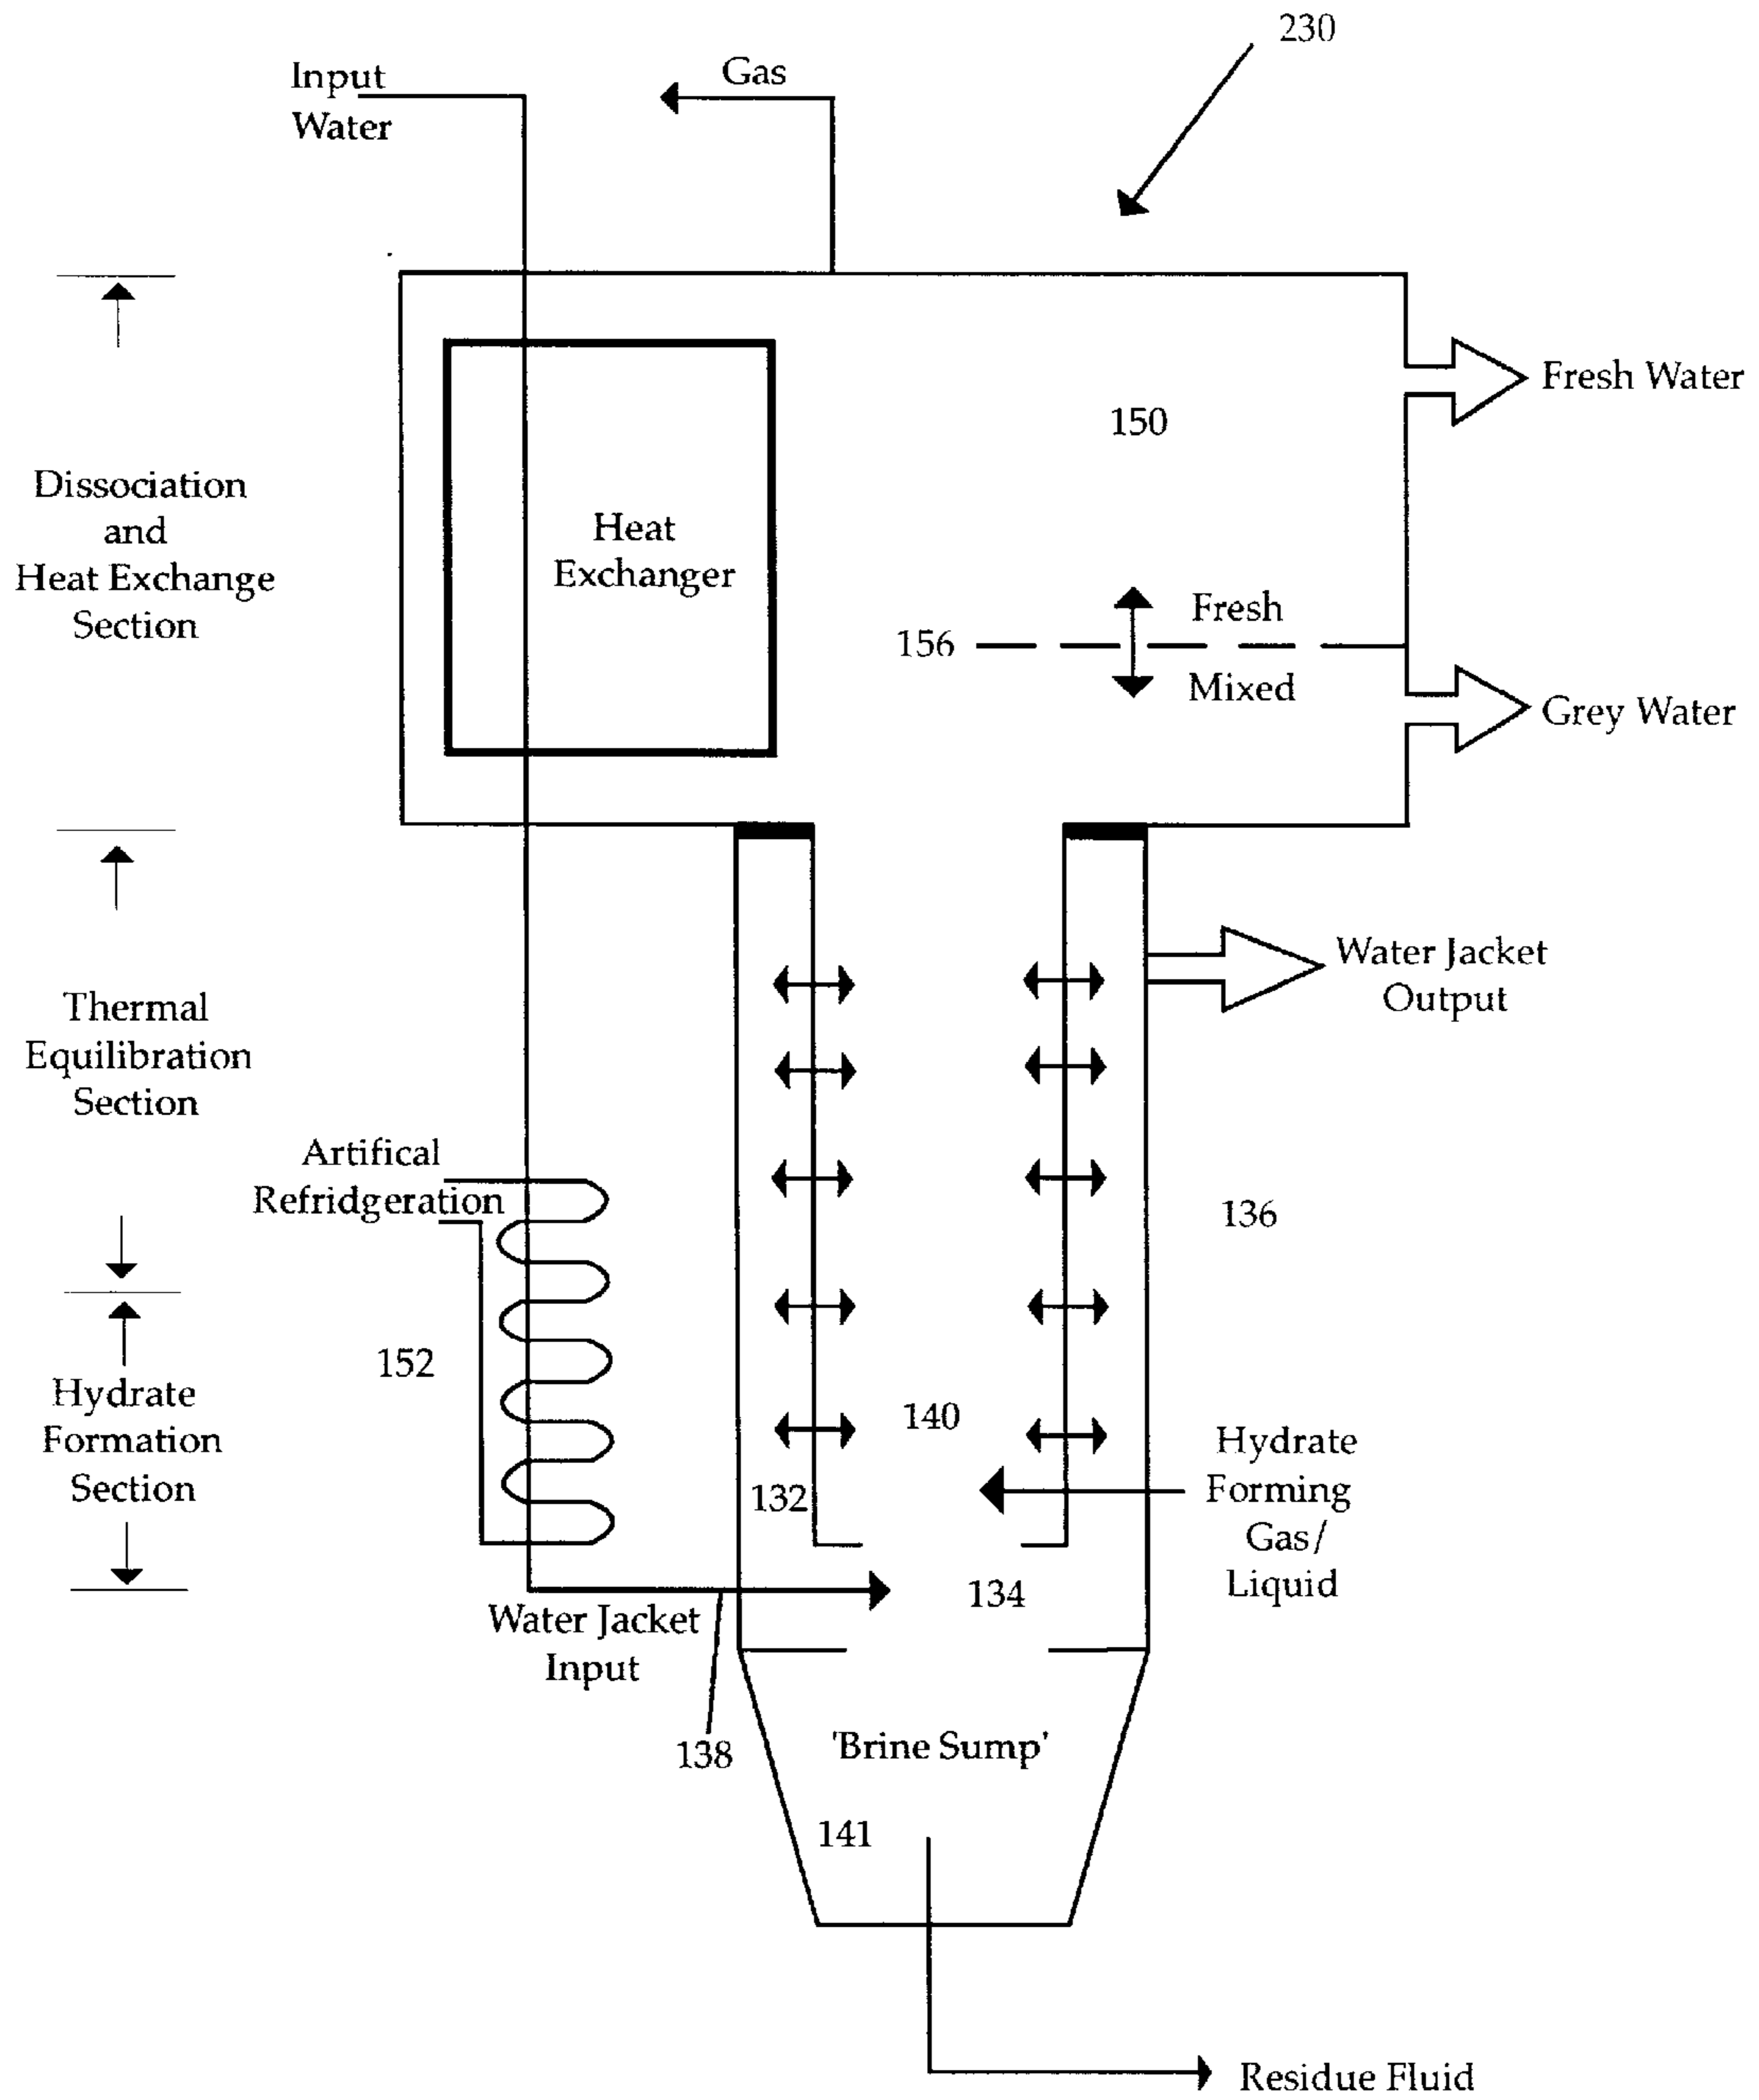 230
Input
Water
Gas
Fresh Water
150
Dissociation
and
Heat Exchange
Section
Heat
Exchanger
156
Fresh
Mixed
Grey Water
Water Jacket
Output
Thermal
Equilibration
Section
Artifical
Refridgeration
136
152
Hydrate
Formation
Section
140
132
Hydrate
Forming
Gas/
Liquid
134
Water Jacket
Input
138
'Brine Sump'
141
Residue Fluid